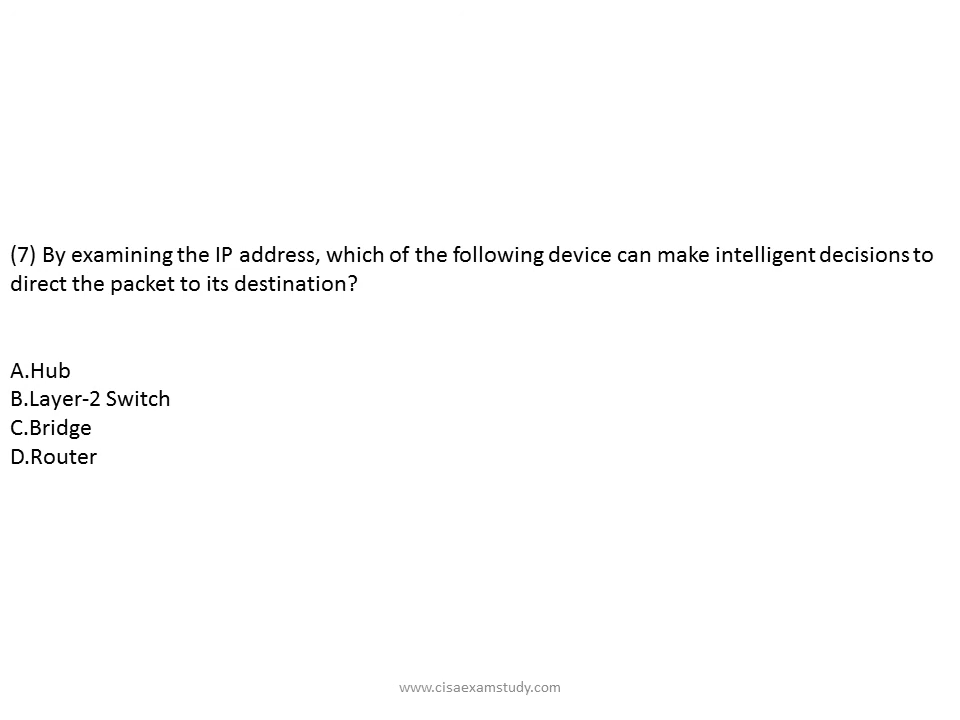 (7) By examining the IP address, which of the following device can make intelligent decisions to
direct the packet to its destination?
A.Hub
B.Layer-2 Switch
C.Bridge
D.Router
www.cisaexamstudy.com